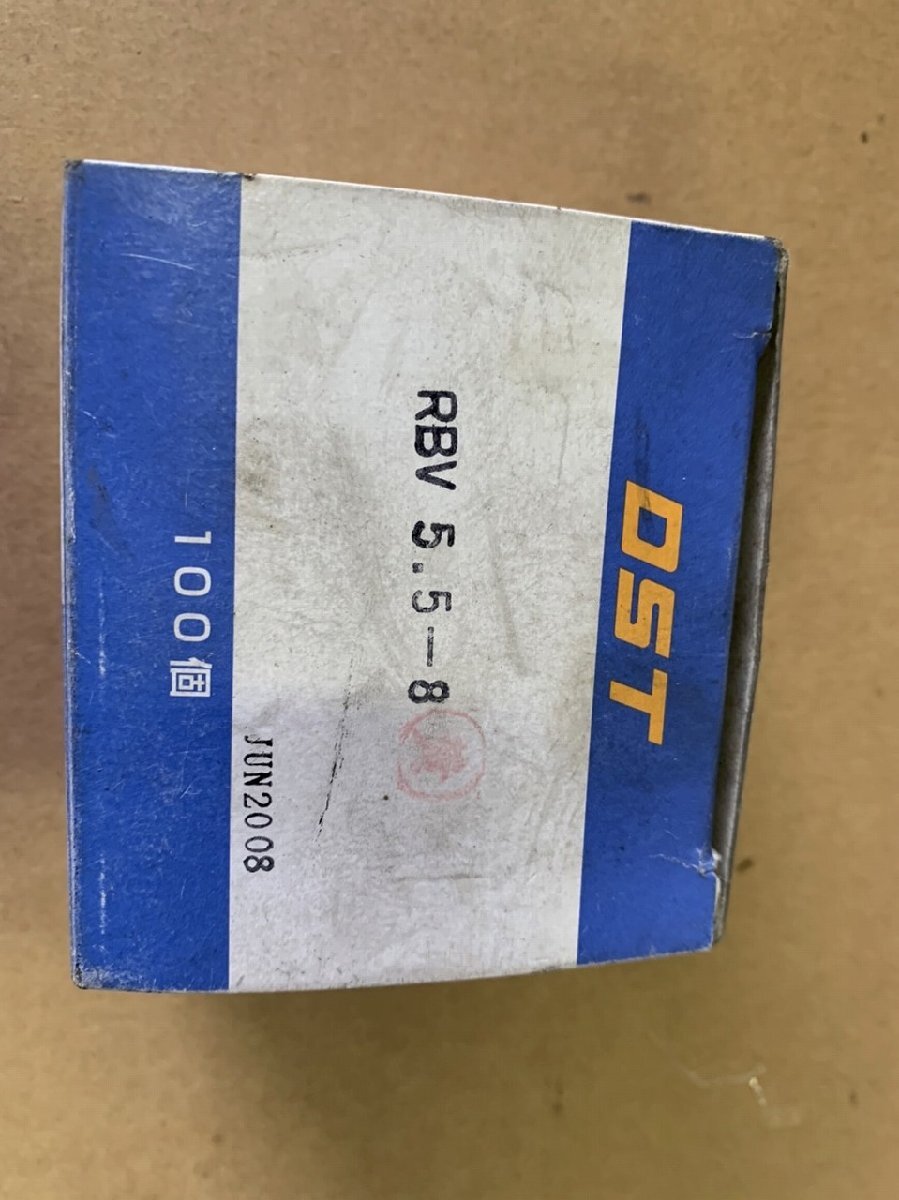 DST
RBV 5.5-8
JUN2008
100個